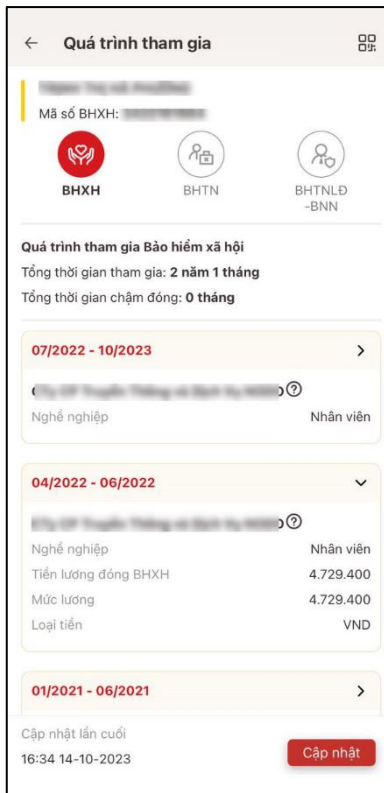 Quá trình tham gia
Mã số BHXH:
BHXH
BHTN
BHTNLĐ
-BNN
Quá trình tham gia Bảo hiểm xã hội
Tổng thời gian tham gia: 2 năm 1 tháng
Tổng thời gian chậm đóng: 0 tháng
07/2022 - 10/2023
Nghề nghiệp Nhân viên
04/2022 - 06/2022
Nghề nghiệp Nhân viên
Tiền lương đóng BHXH 4.729.400
Mức lương 4.729.400
Loại tiền VND
01/2021 - 06/2021
Cập nhật lần cuối
16:34 14-10-2023
Cập nhật